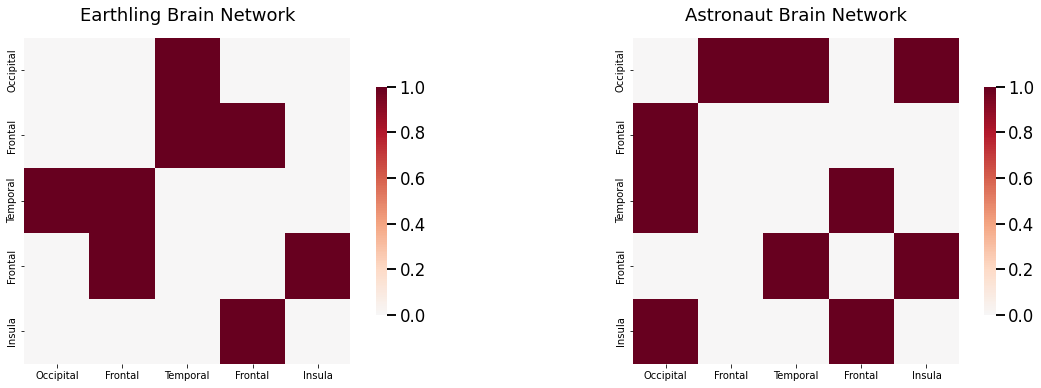 Earthling Brain Network
Occipital
Frontal
Temporal
Frontal
Insula
Occipital Frontal Temporal Frontal Insula
1.0
0.8
0.6
0.4
0.2
0.0
Astronaut Brain Network
Occipital
Frontal
Temporal
Frontal
Insula
Occipital Frontal Temporal Frontal Insula
1.0
0.8
0.6
0.4
0.2
0.0